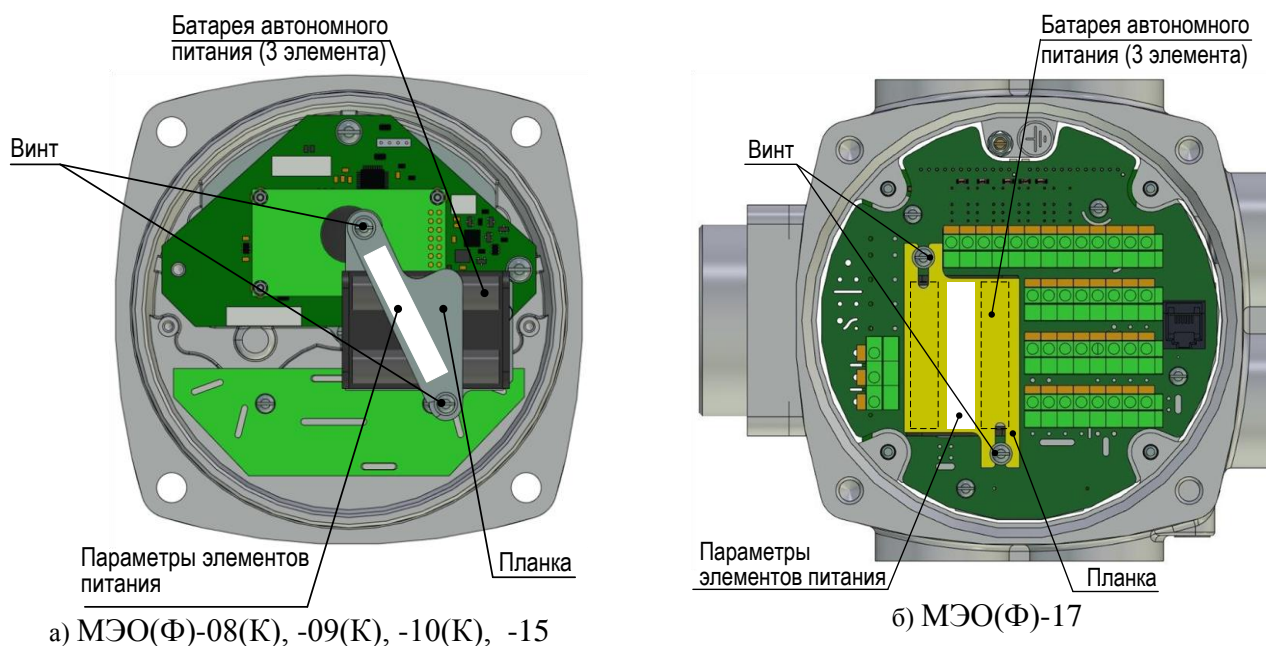 Батарея автономного
питания (3 элемента)
Винт
Параметры элементов
питания
Планка
а) МЭО(Ф)-08(К), -09(К), -10(К), -15
Батарея автономного
питания (3 элемента)
Винт
Параметры
элементов питания
Планка
б) МЭО(Ф)-17